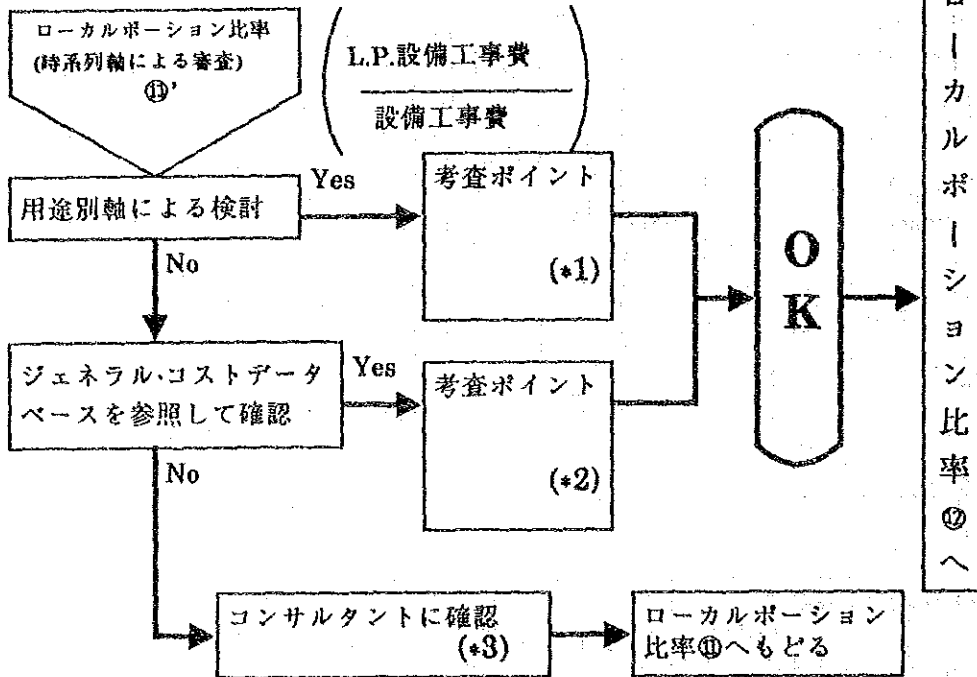 ローカルポーション比率
(時系列軸による審査)
⑪'
L.P.設備工事費
設備工事費
用途別軸による検討
Yes
No
考査ポイント
(*1)
ジェネラル・コストデータ
ベースを参照して確認
Yes
No
考査ポイント
(*2)
OK
コンサルタントに確認
(*3)
ローカルポーション
比率⑪へもどる
ローカルポーション比率⑫へ